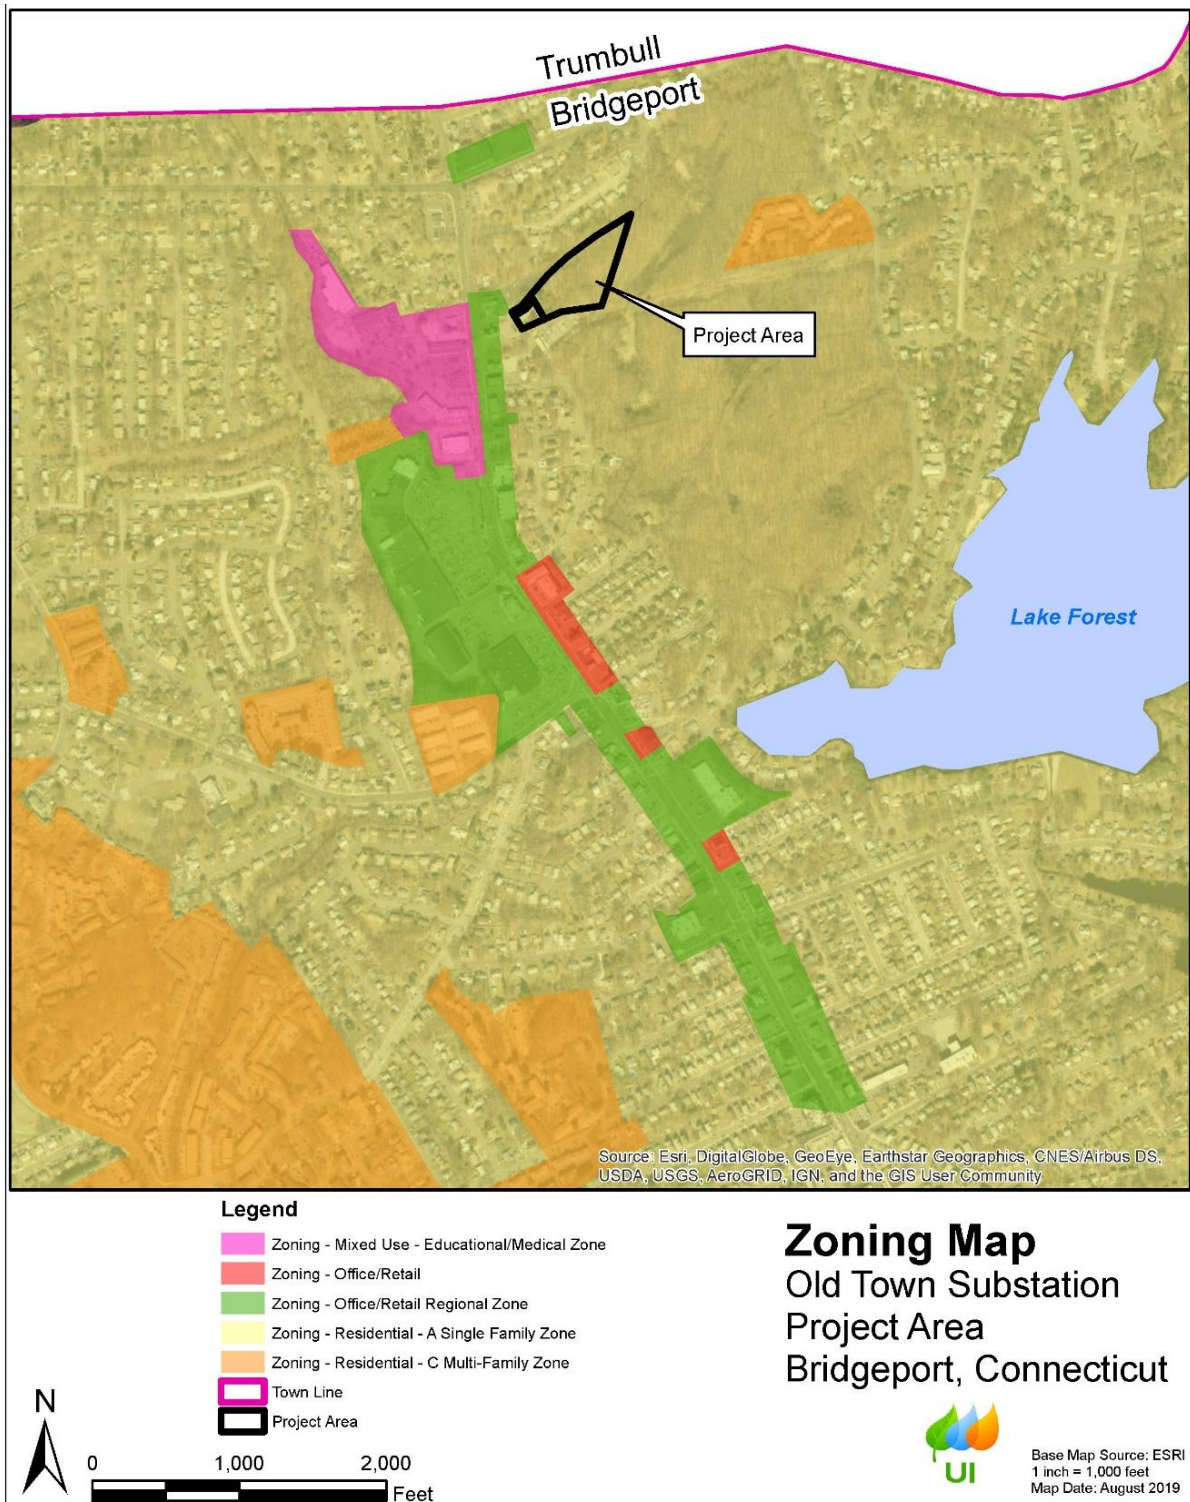 Trumbull
Bridgeport
Project Area
Lake Forest
Source: Esri, DigitalGlobe, GeoEye, Earthstar Geographics, CNES/Airbus DS,
USDA, USGS, AeroGRID, IGN, and the GIS User Community
Legend
Zoning - Mixed Use - Educational/Medical Zone
Zoning - Office/Retail
Zoning - Office/Retail Regional Zone
Zoning - Residential - A Single Family Zone
Zoning - Residential - C Multi-Family Zone
Town Line
Project Area
N
0 1,000 2,000
Feet
Zoning Map
Old Town Substation
Project Area
Bridgeport, Connecticut
UI
Base Map Source: ESRI
1 inch = 1,000 feet
Map Date: August 2019